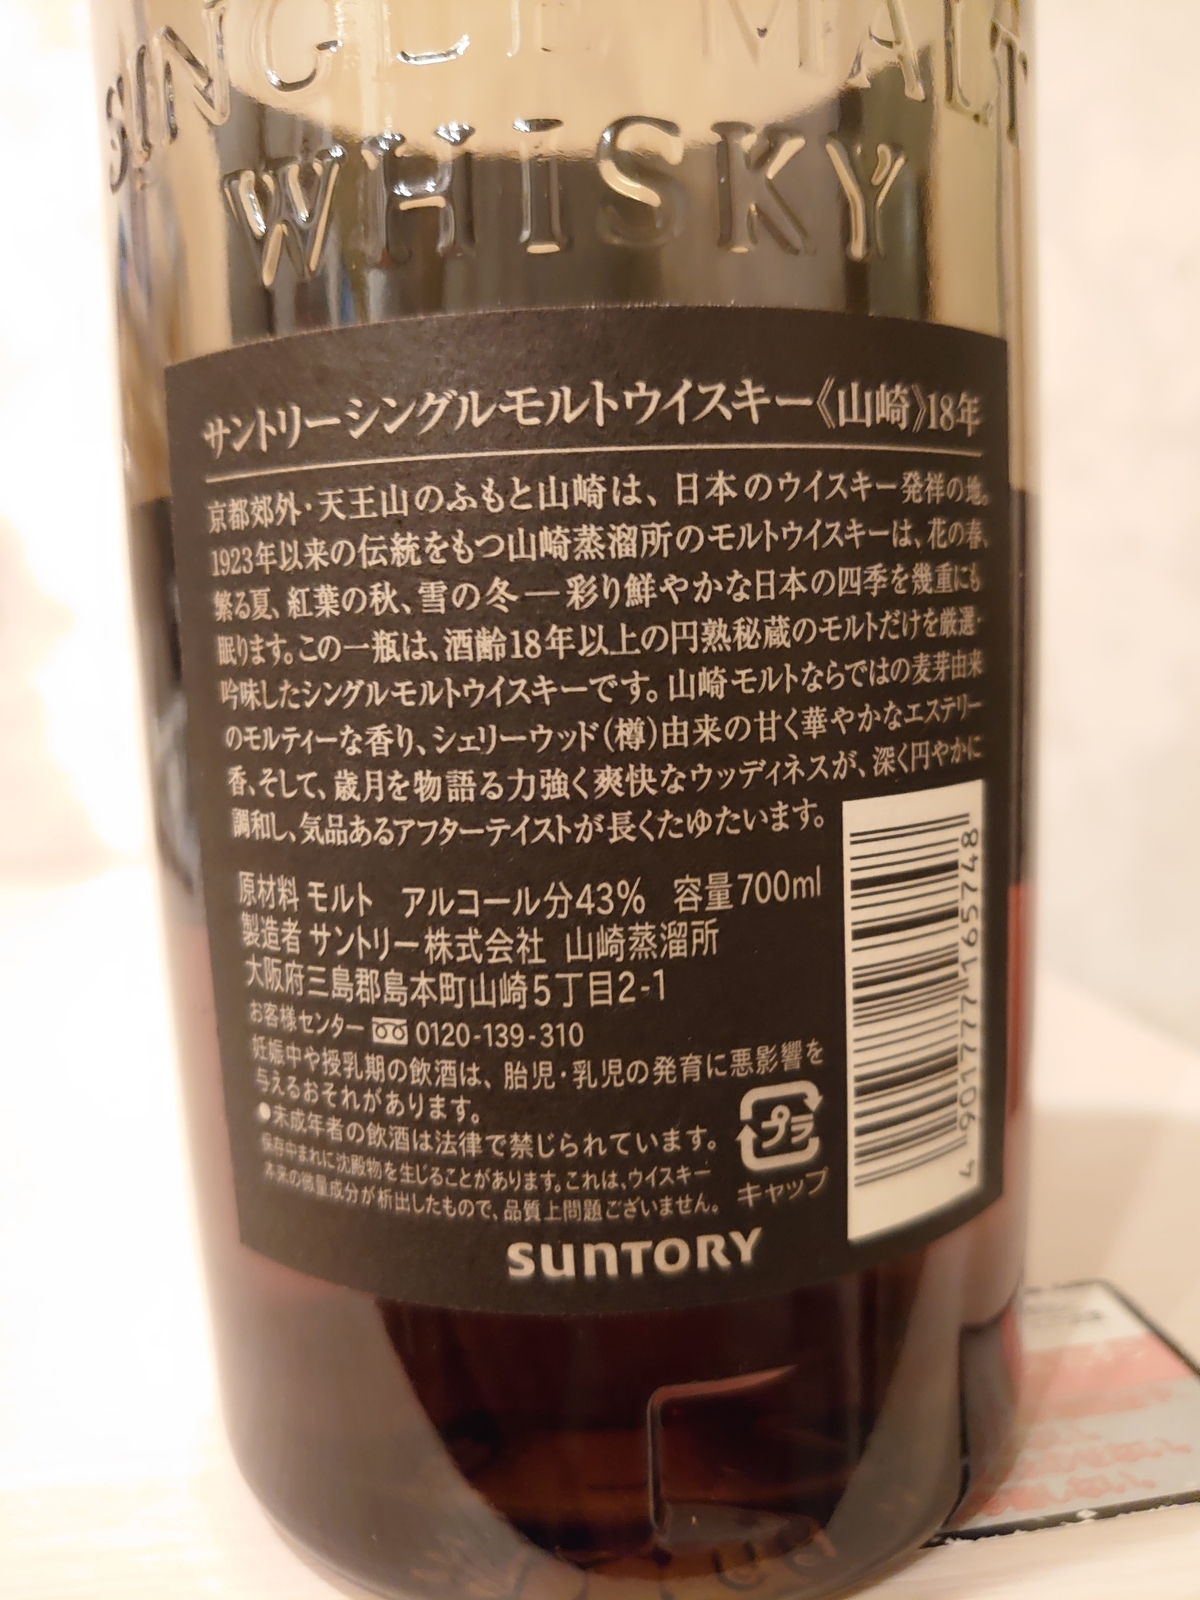 SINGLE MALT
WHISKY
サントリーシングルモルトウイスキー《山崎》18年
京都郊外・天王山のふもと山崎は、日本のウイスキー発祥の地。
1923年以来の伝統をもつ山崎蒸溜所のモルトウイスキーは、花の春、
繁る夏、紅葉の秋、雪の冬―彩り鮮やかな日本の四季を幾重にも
眠ります。この一瓶は、酒齢18年以上の円熟秘蔵のモルトだけを厳選・
吟味したシングルモルトウイスキーです。山崎モルトならではの麦芽由来
のモルティーな香り、シェリーウッド(樽)由来の甘く華やかなエステリー
香、そして、歳月を物語る力強く爽快なウッディネスが、深く円やかに
調和し、気品あるアフターテイストが長くたゆたいます。
原材料 モルト アルコール分43% 容量700ml
製造者 サントリー株式会社 山崎蒸溜所
大阪府三島郡島本町山崎5丁目2-1
お客様センター 0120-139-310
妊娠中や授乳期の飲酒は、胎児・乳児の発育に悪影響を
与えるおそれがあります。
●未成年者の飲酒は法律で禁じられています。
保存中まれに沈殿物を生じることがあります。これは、ウイスキー
本来の微量成分が析出したもので、品質上問題ございません。
プラ
キャップ
4 901777 165748
SUNTORY